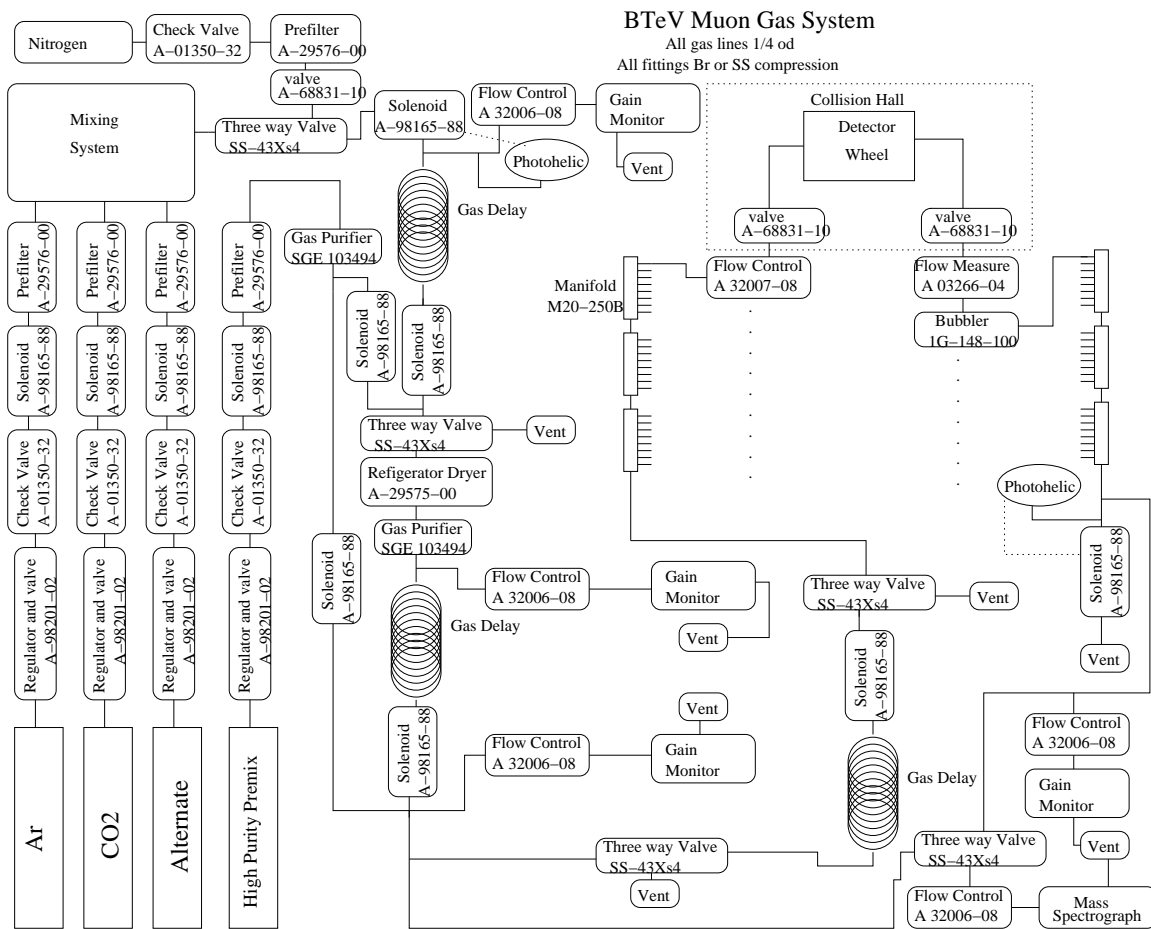 BTeV Muon Gas System
All gas lines 1/4 od
All fittings Br or SS compression
Nitrogen
Check Valve
A−01350−32
Prefilter
A−29576−00
valve
A−68831−10
Mixing
System
Three way Valve
SS−43Xs4
Solenoid
A−98165−88
Flow Control
A 32006−08
Gain
Monitor
Photohelic
Vent
Gas Delay
Collision Hall
Detector
Wheel
valve
A−68831−10
valve
A−68831−10
Flow Control
A 32007−08
Flow Measure
A 03266−04
Bubbler
1G−148−100
Manifold
M20−250B
Prefilter
A−29576−00
Prefilter
A−29576−00
Prefilter
A−29576−00
Prefilter
A−29576−00
Gas Purifier
SGE 103494
Solenoid
A−98165−88
Solenoid
A−98165−88
Solenoid
A−98165−88
Solenoid
A−98165−88
Solenoid
A−98165−88
Solenoid
A−98165−88
Three way Valve
SS−43Xs4
Vent
Refigerator Dryer
A−29575−00
Gas Purifier
SGE 103494
Check Valve
A−01350−32
Check Valve
A−01350−32
Check Valve
A−01350−32
Check Valve
A−01350−32
Solenoid
A−98165−88
Regulator and valve
A−98201−02
Regulator and valve
A−98201−02
Regulator and valve
A−98201−02
Regulator and valve
A−98201−02
Flow Control
A 32006−08
Gain
Monitor
Vent
Gas Delay
Photohelic
Solenoid
A−98165−88
Vent
Three way Valve
SS−43Xs4
Vent
Solenoid
A−98165−88
Gas Delay
Solenoid
A−98165−88
Flow Control
A 32006−08
Vent
Gain
Monitor
Flow Control
A 32006−08
Gain
Monitor
Vent
Three way Valve
SS−43Xs4
Vent
Three way Valve
SS−43Xs4
Flow Control
A 32006−08
Mass
Spectrograph
Ar
CO2
Alternate
High Purity Premix